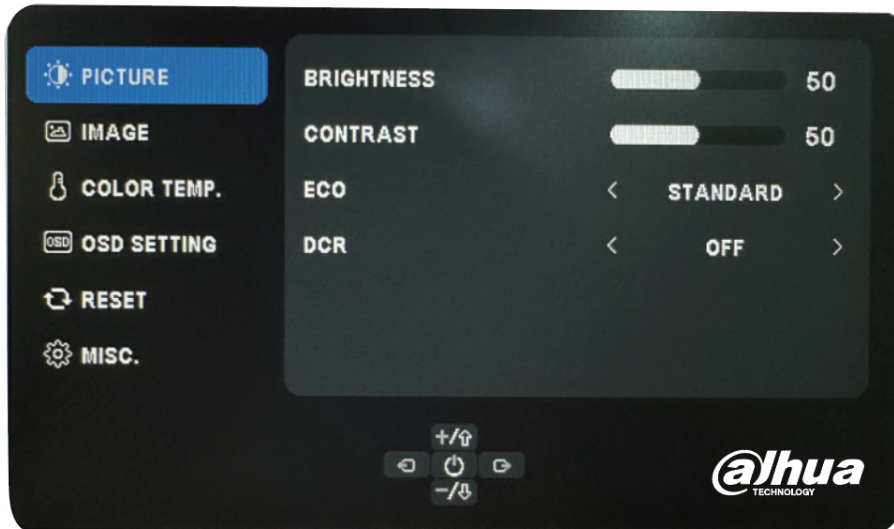 PICTURE
IMAGE
COLOR TEMP.
OSD OSD SETTING
RESET
MISC.
BRIGHTNESS 50
CONTRAST 50
ECO < STANDARD >
DCR < OFF >
+/⇧
−/⇩
alhua
TECHNOLOGY